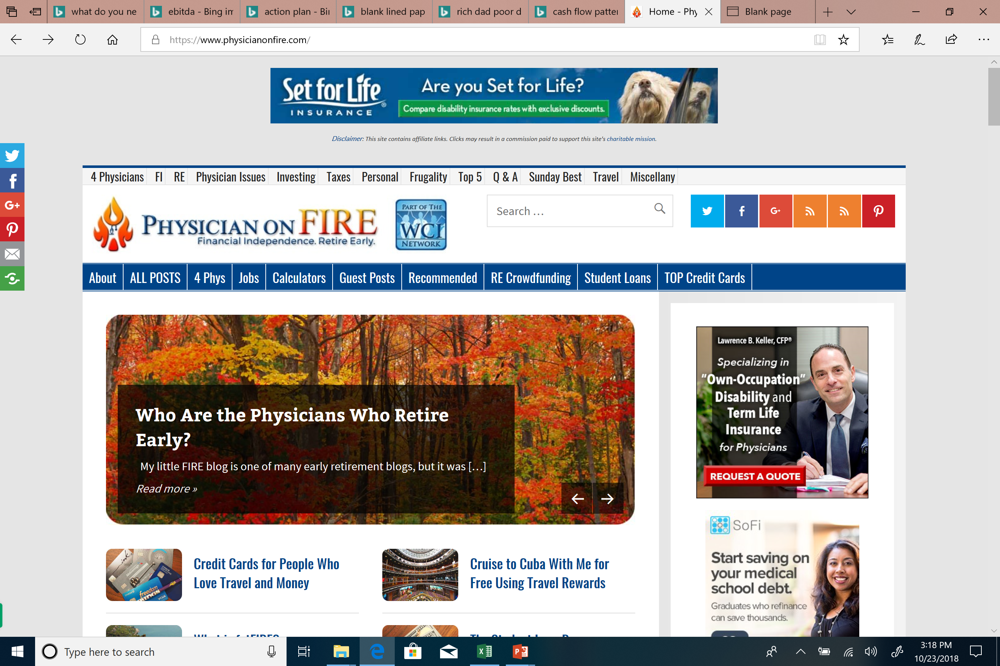 what do you ne
ebitda - Bing in
action plan - Bi
blank lined pap
rich dad poor d
cash flow patter
Home - Phy
Blank page
https://www.physicianonfire.com/
Set for Life
INSURANCE
Are you Set for Life?
Compare disability insurance rates with exclusive discounts.
Disclaimer: This site contains affiliate links. Clicks may result in a commission paid to support this site's charitable mission.
4 Physicians FI RE Physician Issues Investing Taxes Personal Frugality Top 5 Q & A Sunday Best Travel Miscellany
PHYSICIAN ON FIRE
Financial Independence. Retire Early.
PART OF THE
WCI
NETWORK
Search ...
About ALL POSTS 4 Phys Jobs Calculators Guest Posts Recommended RE Crowdfunding Student Loans TOP Credit Cards
Who Are the Physicians Who Retire
Early?
My little FIRE blog is one of many early retirement blogs, but it was [...]
Read more »
Lawrence B. Keller, CFP®
Specializing in
"Own-Occupation"
Disability and
Term Life
Insurance
for Physicians
REQUEST A QUOTE
SoFi
Start saving on
your medical
school debt.
Graduates who refinance
can save thousands.
Credit Cards for People Who
Love Travel and Money
freedom
VISA
Cruise to Cuba With Me for
Free Using Travel Rewards
What is fatFIRE?
Type here to search
3:18 PM
10/23/2018